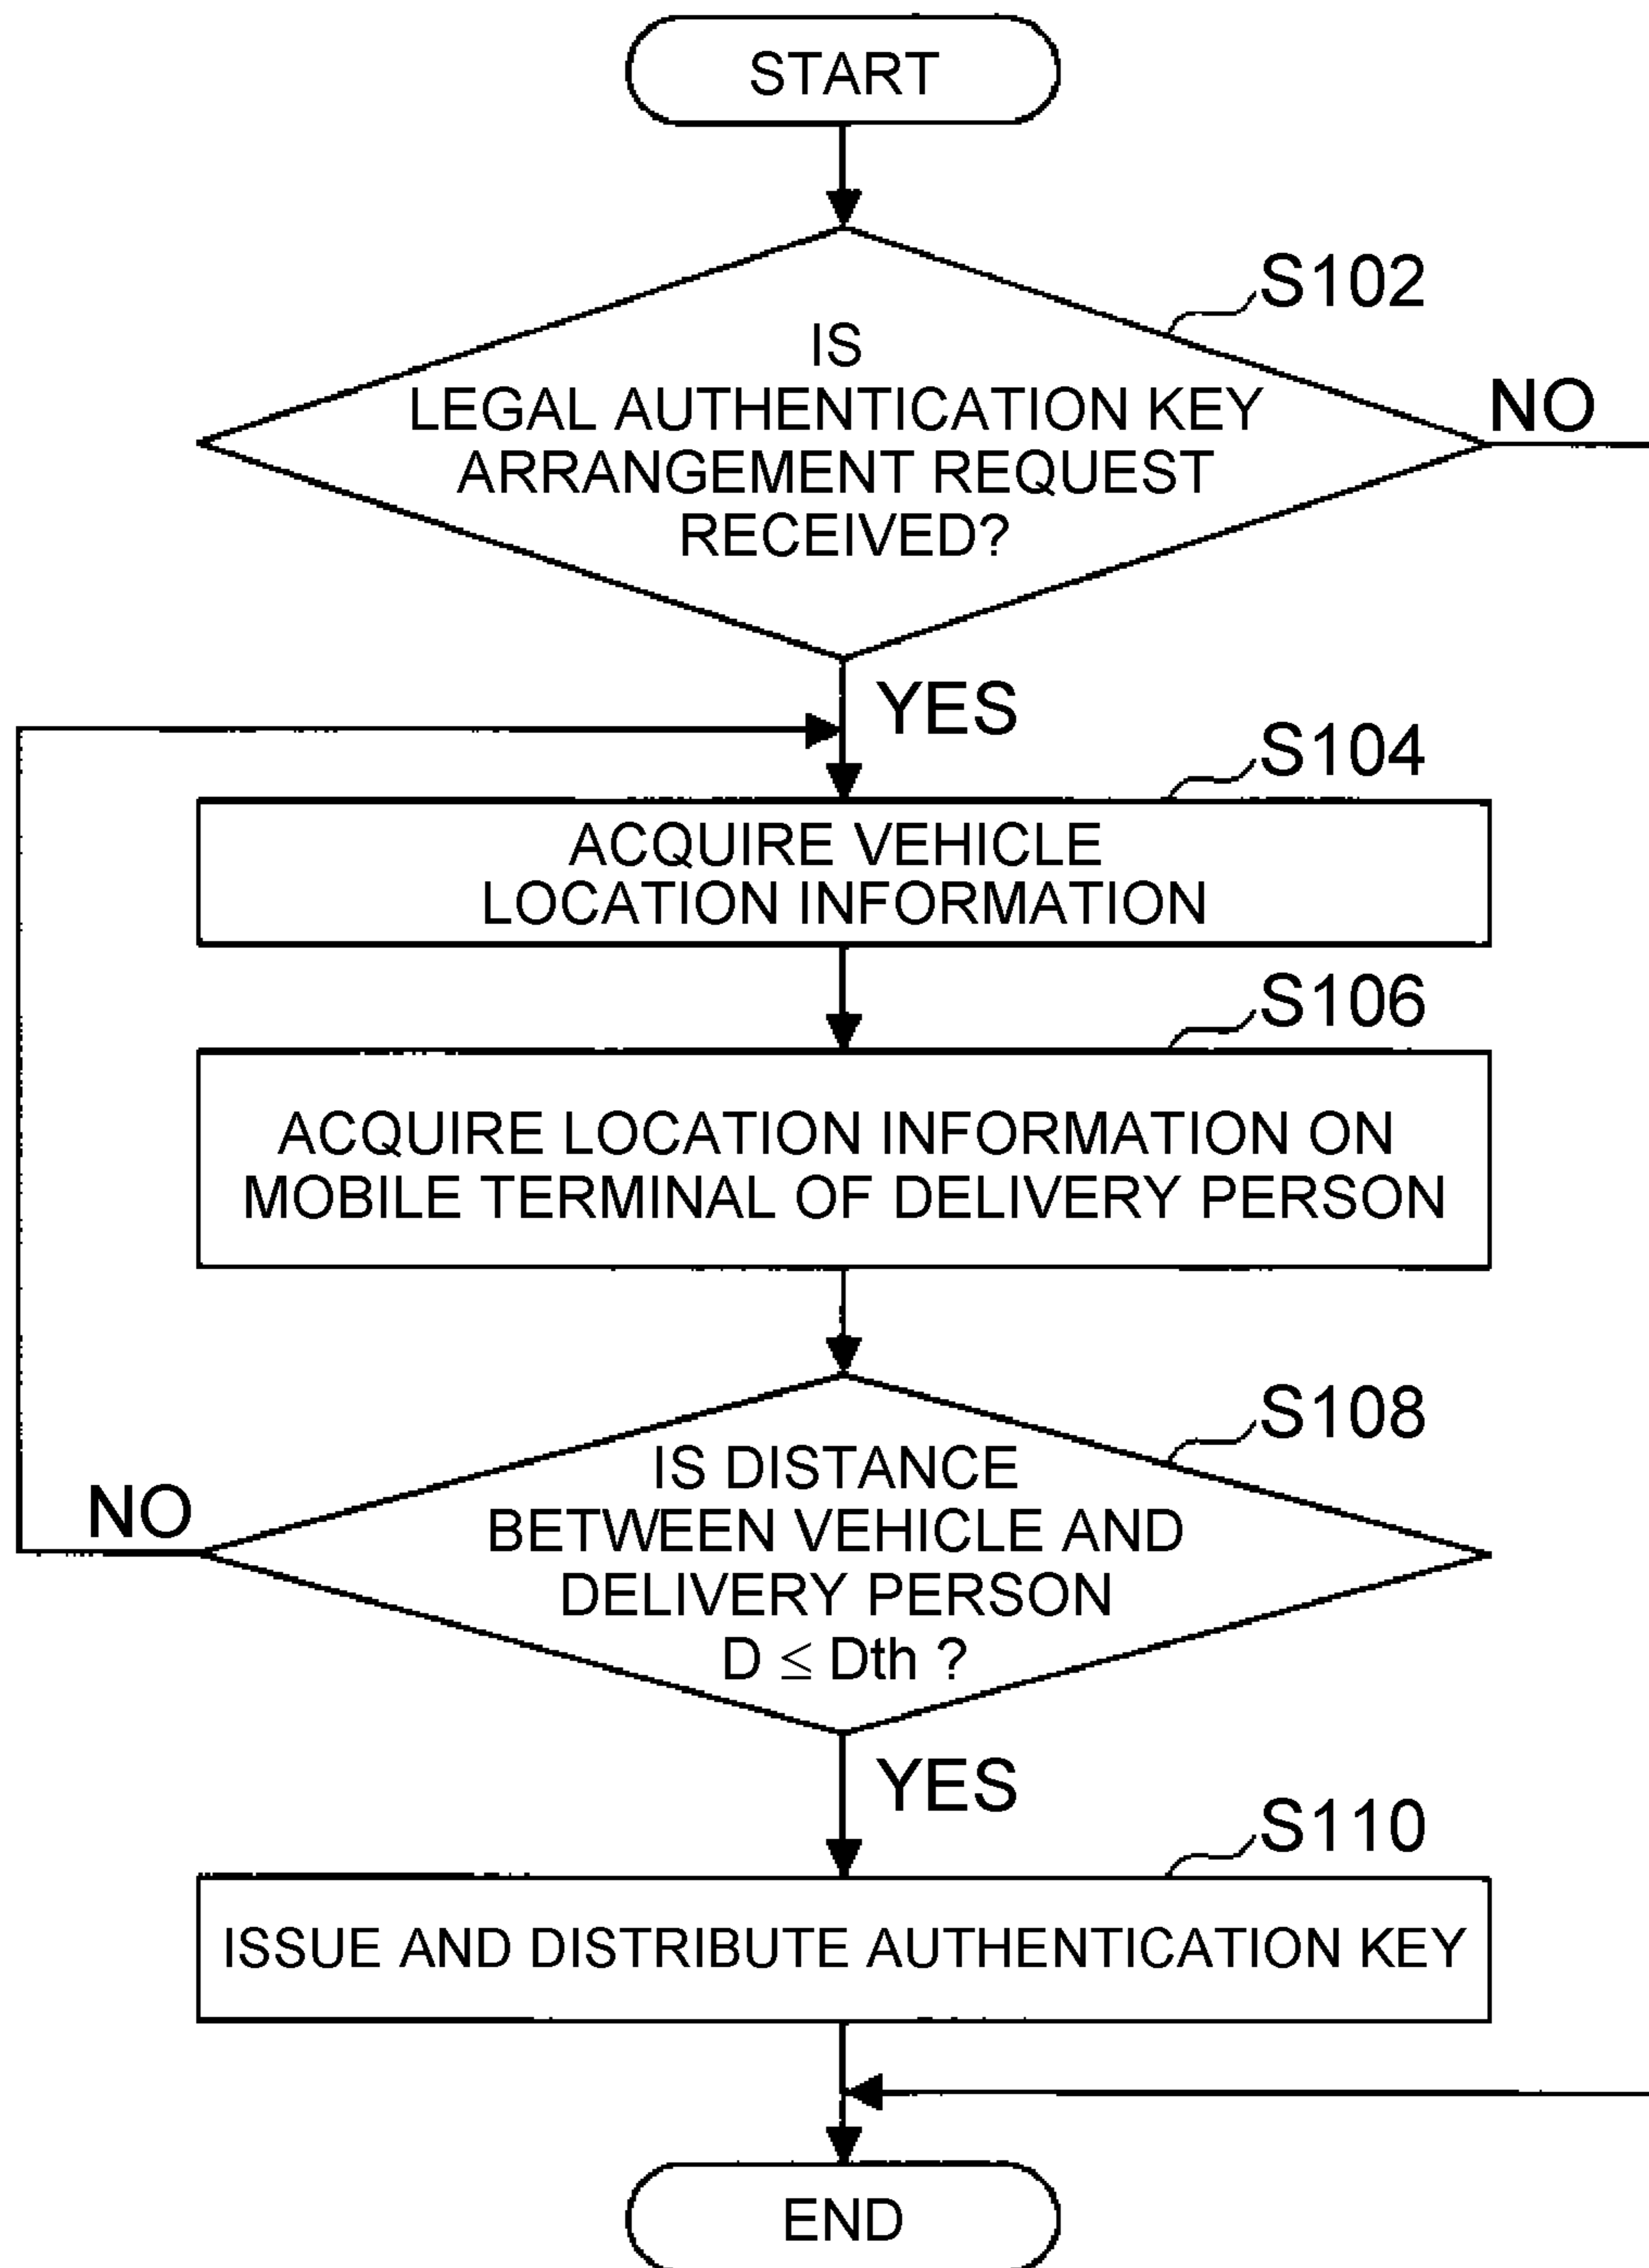 START
S102
IS
LEGAL AUTHENTICATION KEY
ARRANGEMENT REQUEST
RECEIVED?
NO
YES
S104
ACQUIRE VEHICLE
LOCATION INFORMATION
S106
ACQUIRE LOCATION INFORMATION ON
MOBILE TERMINAL OF DELIVERY PERSON
S108
IS DISTANCE
BETWEEN VEHICLE AND
DELIVERY PERSON
D ≤ Dth ?
NO
YES
S110
ISSUE AND DISTRIBUTE AUTHENTICATION KEY
END